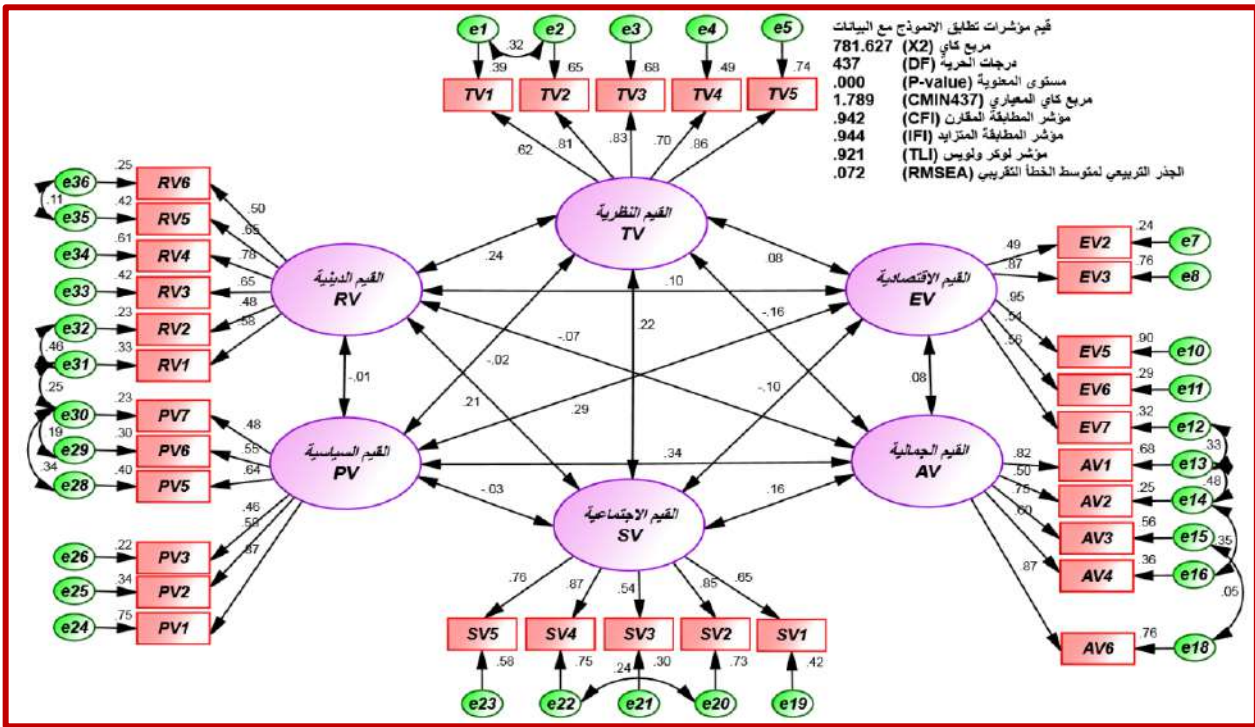 قيم مؤشرات تطابق الانموذج مع البيانات
مربع كاي (X2) 781.627
درجات الحرية (DF) 437
مستوى المعنوية (P-value) .000
مربع كاي المعياري (CMIN437) 1.789
مؤشر المطابقة المقارن (CFI) .942
مؤشر المطابقة المتزايد (IFI) .944
مؤشر لوكر ولويس (TLI) .921
الجذر التربيعي لمتوسط الخطأ التقريبي (RMSEA) .072
e1 e2 e3 e4 e5
.32
.39 .65 .68 .49 .74
TV1 TV2 TV3 TV4 TV5
.62 .81 .83 .70 .86
القيم النظرية
TV
e36 .25 RV6 .50
.11
e35 .42 RV5 .65
e34 .61 RV4 .78
e33 .42 RV3 .65
e32 .23 RV2 .48
.46
e31 .33 RV1 .58
.25
القيم الدينية
RV
e30 .23 PV7 .48
.19
e29 .30 PV6 .55
.34
e28 .40 PV5 .64
e26 .22 PV3 .46
e25 .34 PV2 .58
e24 .75 PV1 .87
القيم السياسية
PV
.24
.08
.10
.22
-.16
-.07
-.02
-.01
.21
.29
-.10
.08
.34
-.03
.16
القيم الاقتصادية
EV
.49 EV2 .24 e7
.87 EV3 .76 e8
.95 EV5 .90 e10
.54 EV6 .29 e11
.56 EV7 .32 e12
القيم الجمالية
AV
.33
.82 AV1 .68 e13
.48
.50 AV2 .25 e14
.75 AV3 .56 e15
.35
.60 AV4 .36 e16
.05
.87 AV6 .76 e18
القيم الاجتماعية
SV
.76 .87 .54 .85 .65
SV5 SV4 SV3 SV2 SV1
.58 .75 .30 .73 .42
.24
e23 e22 e21 e20 e19